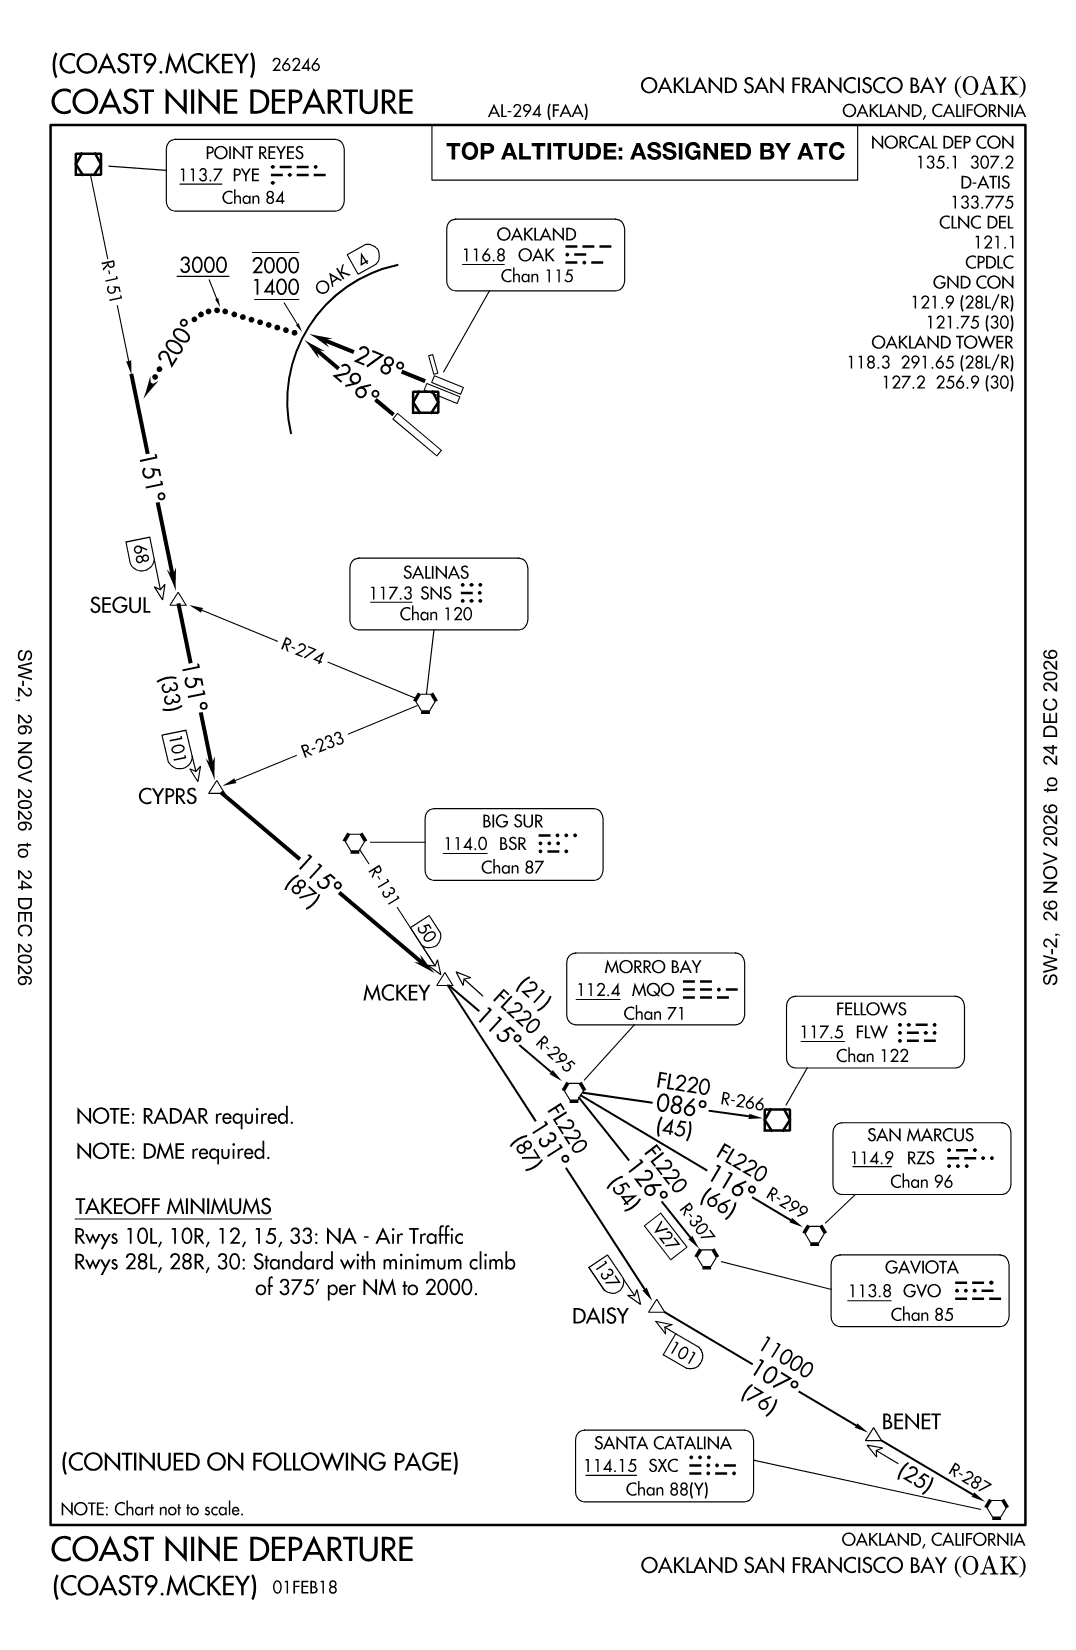 (COAST9.MCKEY) 26246
COAST NINE DEPARTURE
AL-294 (FAA)
OAKLAND SAN FRANCISCO BAY (OAK)
OAKLAND, CALIFORNIA
TOP ALTITUDE: ASSIGNED BY ATC
NORCAL DEP CON
135.1 307.2
D-ATIS
133.775
CLNC DEL
121.1
CPDLC
GND CON
121.9 (28L/R)
121.75 (30)
OAKLAND TOWER
118.3 291.65 (28L/R)
127.2 256.9 (30)
POINT REYES
113.7 PYE
Chan 84
R-151
3000
2000
1400
OAK 4
OAKLAND
116.8 OAK
Chan 115
200°
278°
296°
151°
68
SEGUL
SALINAS
117.3 SNS
Chan 120
R-274
R-233
151°
(33)
101
CYPRS
BIG SUR
114.0 BSR
Chan 87
R-131
50
115°
(87)
MCKEY
MORRO BAY
112.4 MQO
Chan 71
(21)
FL220
115°
R-295
FELLOWS
117.5 FLW
Chan 122
FL220
086°
(45)
R-266
SAN MARCUS
114.9 RZS
Chan 96
FL220
116°
(66)
R-299
FL220
126°
(54)
R-307
V27
GAVIOTA
113.8 GVO
Chan 85
FL220
131°
(87)
137
DAISY
101
11000
107°
(76)
BENET
(25)
R-287
SANTA CATALINA
114.15 SXC
Chan 88(Y)
NOTE: RADAR required.
NOTE: DME required.
TAKEOFF MINIMUMS
Rwys 10L, 10R, 12, 15, 33: NA - Air Traffic
Rwys 28L, 28R, 30: Standard with minimum climb
of 375' per NM to 2000.
(CONTINUED ON FOLLOWING PAGE)
NOTE: Chart not to scale.
SW-2, 26 NOV 2026 to 24 DEC 2026
SW-2, 26 NOV 2026 to 24 DEC 2026
COAST NINE DEPARTURE
(COAST9.MCKEY) 01FEB18
OAKLAND, CALIFORNIA
OAKLAND SAN FRANCISCO BAY (OAK)